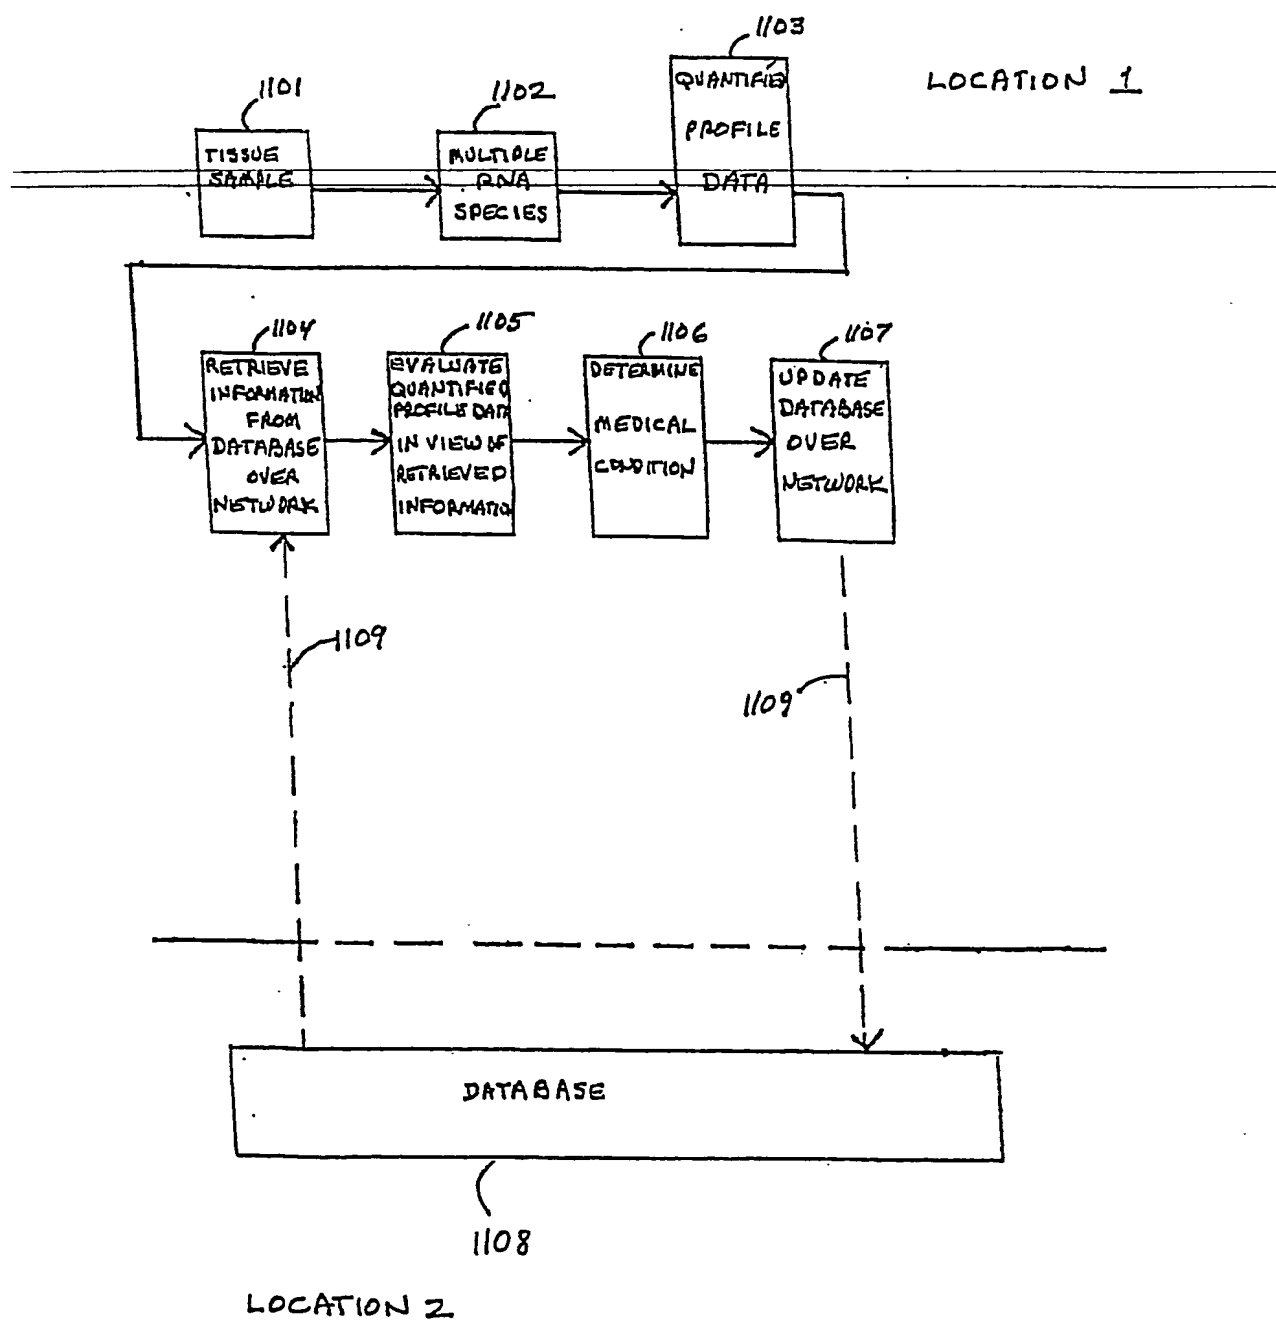 1103
LOCATION 1
1101
1102
QUANTIFIED
PROFILE
DATA
TISSUE
SAMPLE
MULTIPLE
RNA
SPECIES
1104
1105
1106
1107
RETRIEVE
INFORMATION
FROM
DATABASE
OVER
NETWORK
EVALUATE
QUANTIFIED
PROFILE DATA
IN VIEW OF
RETRIEVED
INFORMATION
DETERMINE
MEDICAL
CONDITION
UPDATE
DATABASE
OVER
NETWORK
1109
1109
DATABASE
1108
LOCATION 2